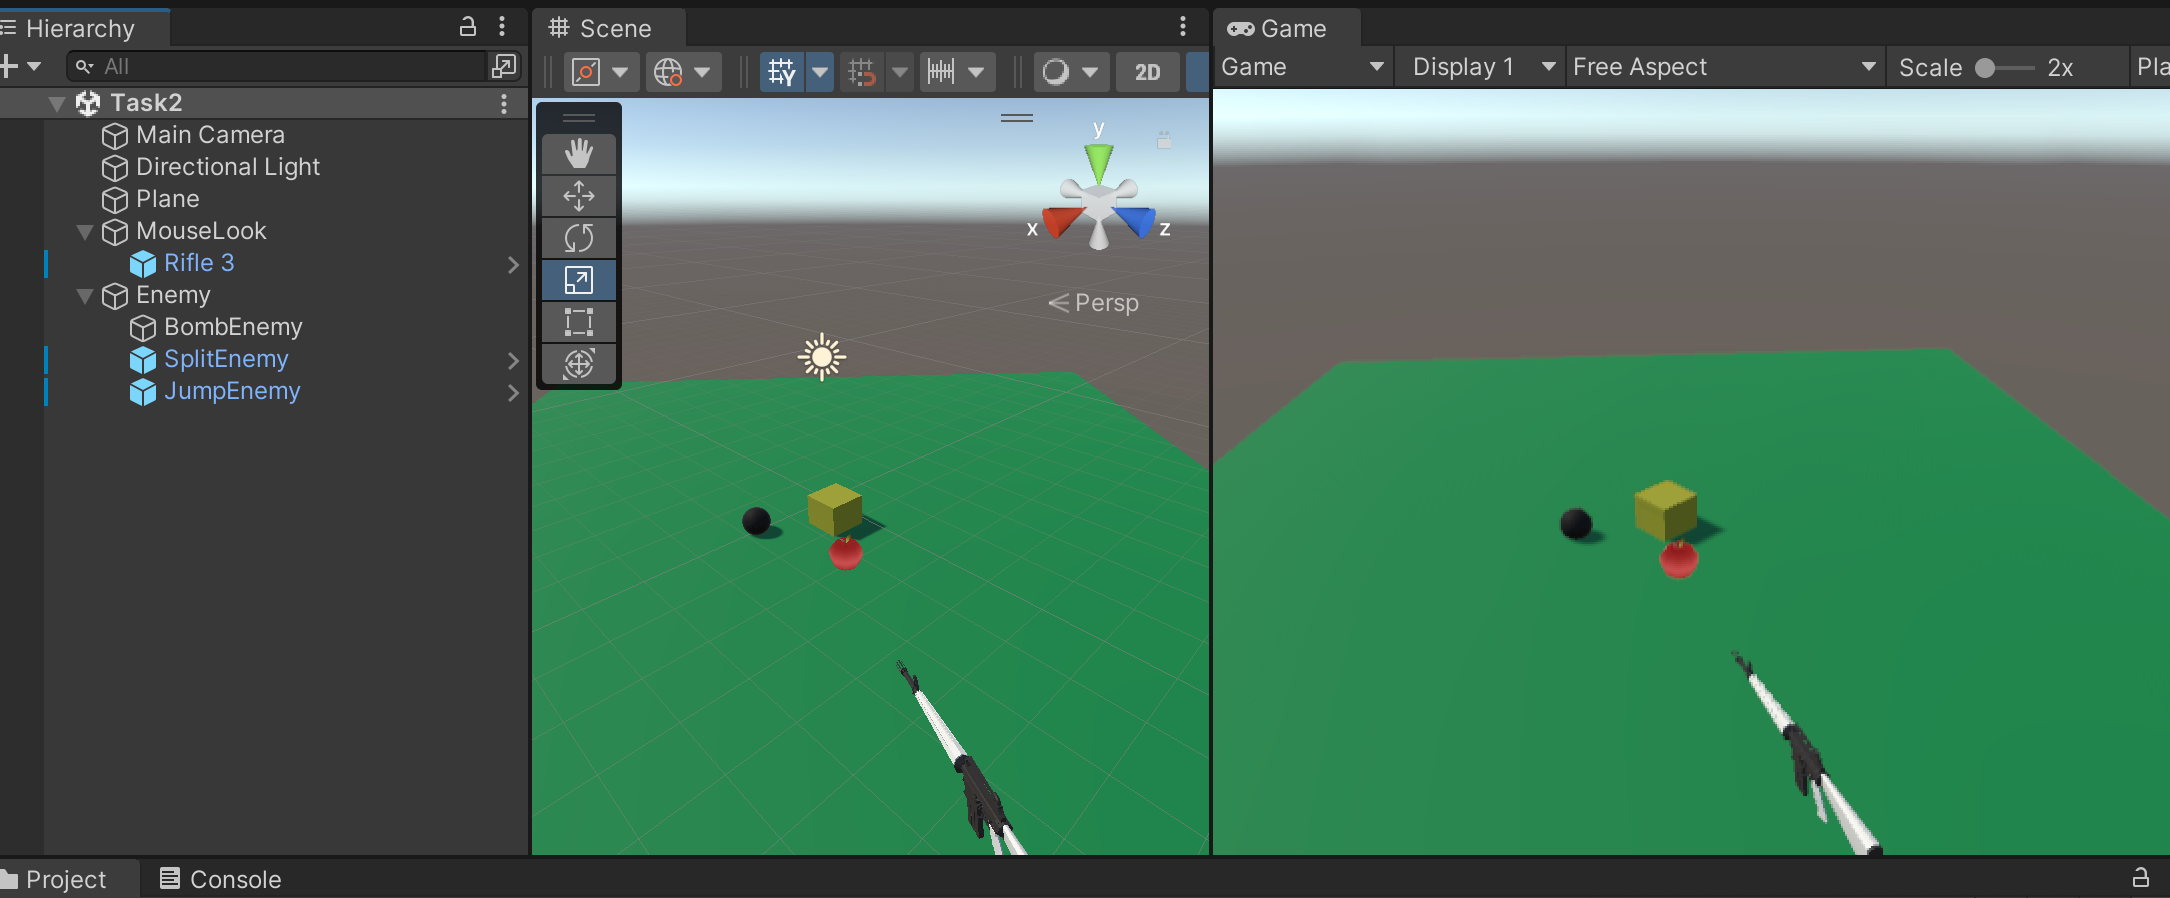 Hierarchy
All
Task2
Main Camera
Directional Light
Plane
MouseLook
Rifle 3
Enemy
BombEnemy
SplitEnemy
JumpEnemy
Scene
2D
y
x
z
Persp
Game
Game
Display 1
Free Aspect
Scale
2x
Pla
Project
Console